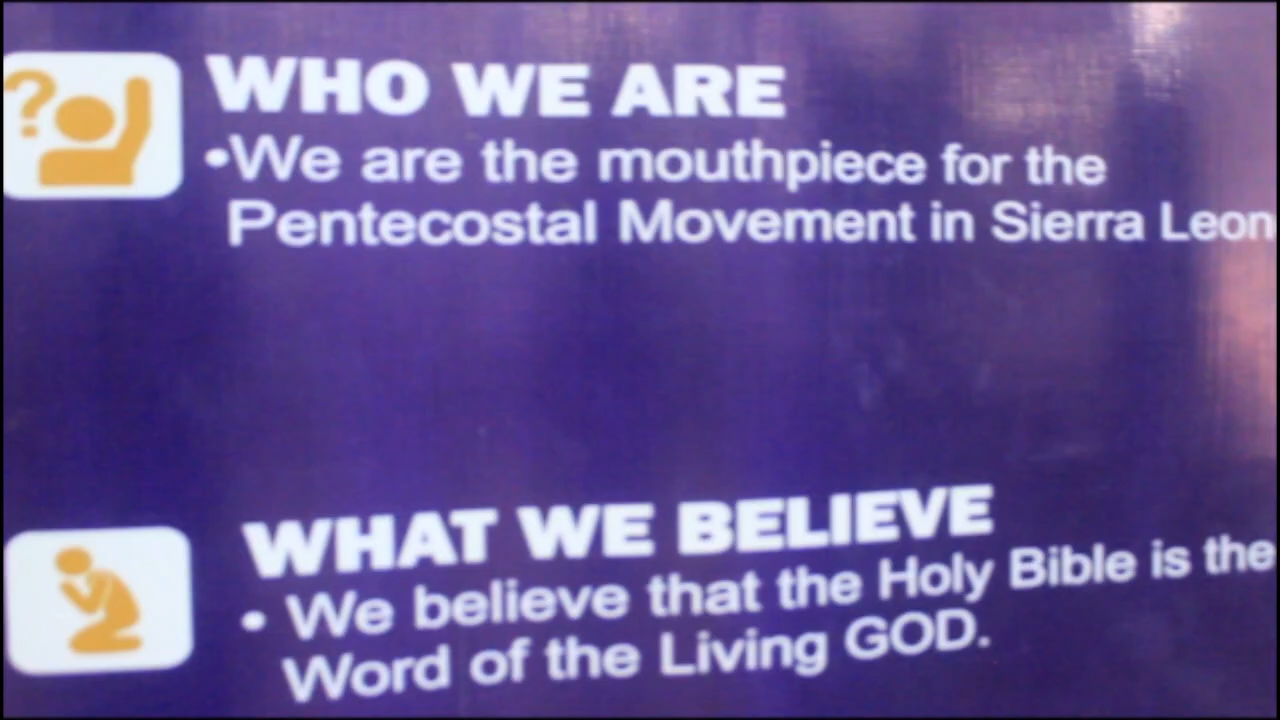 WHO WE ARE
•We are the mouthpiece for the
Pentecostal Movement in Sierra Leon
WHAT WE BELIEVE
• We believe that the Holy Bible is the
Word of the Living GOD.